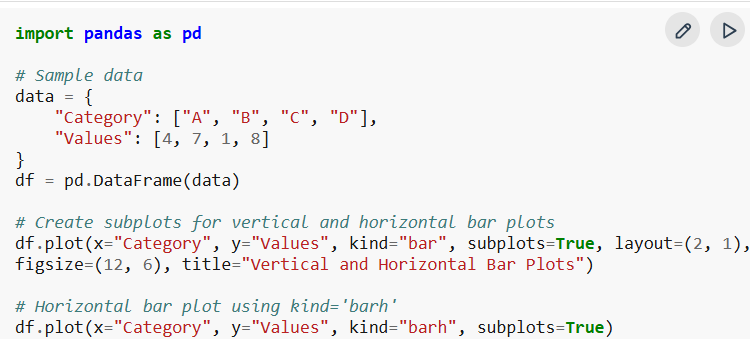 import pandas as pd
# Sample data
data = {
    "Category": ["A", "B", "C", "D"],
    "Values": [4, 7, 1, 8]
}
df = pd.DataFrame(data)
# Create subplots for vertical and horizontal bar plots
df.plot(x="Category", y="Values", kind="bar", subplots=True, layout=(2, 1),
figsize=(12, 6), title="Vertical and Horizontal Bar Plots")
# Horizontal bar plot using kind='barh'
df.plot(x="Category", y="Values", kind="barh", subplots=True)